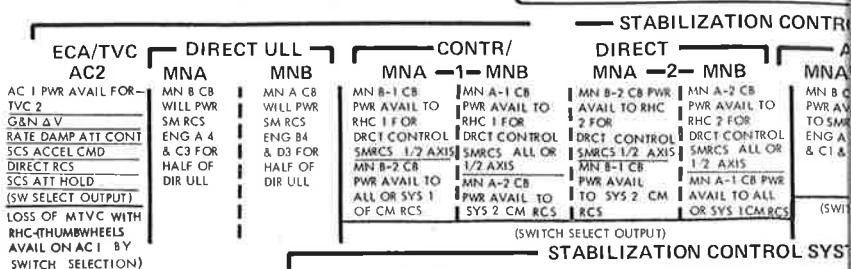 STABILIZATION CONTR
ECA/TVC
AC2
AC 1 PWR AVAIL FOR-
TVC 2
G&N Δ V
RATE DAMP ATT CONT
SCS ACCEL CMD
DIRECT RCS
SCS ATT HOLD
(SW SELECT OUTPUT)
LOSS OF MTVC WITH
RHC-(THUMBWHEELS
AVAIL ON AC 1 BY
SWITCH SELECTION)
DIRECT ULL
MNA
MN B CB
WILL PWR
SM RCS
ENG A 4
& C3 FOR
HALF OF
DIR ULL
MNB
MN A CB
WILL PWR
SM RCS
ENG B4
& D3 FOR
HALF OF
DIR ULL
CONTR/
MNA -1- MNB
MN B-1 CB
PWR AVAIL TO
RHC 1 FOR
DRCT CONTROL
SMRCS 1/2 AXIS
MN B-2 CB
PWR AVAIL TO
ALL OR SYS 1
OF CM RCS
MN A-1 CB
PWR AVAIL TO
RHC 1 FOR
DRCT CONTROL
SMRCS ALL OR
1/2 AXIS
MN A-2 CB
PWR AVAIL TO
SYS 2 CM RCS
DIRECT
MNA -2- MNB
MN B-2 CB PWR
AVAIL TO RHC
2 FOR
DRCT CONTROL
SMRCS 1/2 AXIS
MN B-1 CB
PWR AVAIL
TO SYS 2 CM
RCS
MN A-2 CB
PWR AVAIL TO
RHC 2 FOR
DRCT CONTROL
SMRCS ALL OR
1/2 AXIS
MN A-1 CB PWR
AVAIL TO ALL
OR SYS 1CM RCS
(SWITCH SELECT OUTPUT)
A
MNA
MN B C
PWR AV
TO SMR
ENG A
& C1 &
(SWIT
STABILIZATION CONTROL SYST